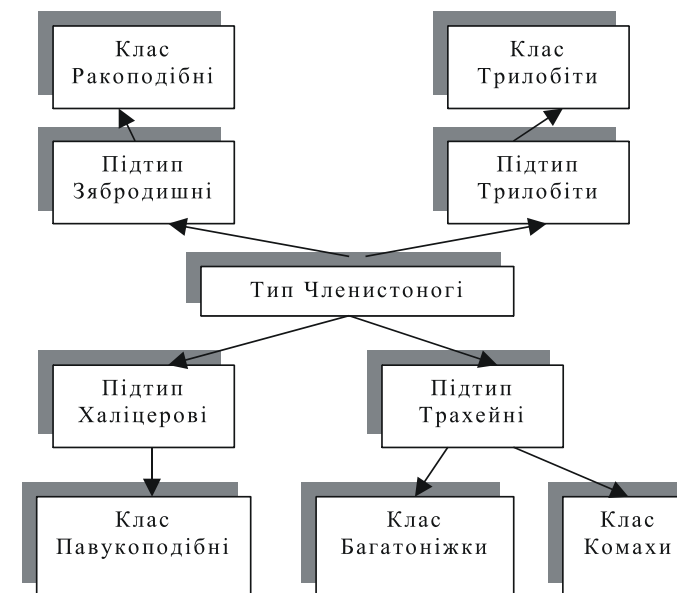 Клас
Ракоподібні
Клас
Трилобіти
Підтип
Зябродишні
Підтип
Трилобіти
Тип Членистоногі
Підтип
Халіцерові
Підтип
Трахейні
Клас
Павукоподібні
Клас
Багатоніжки
Клас
Комахи